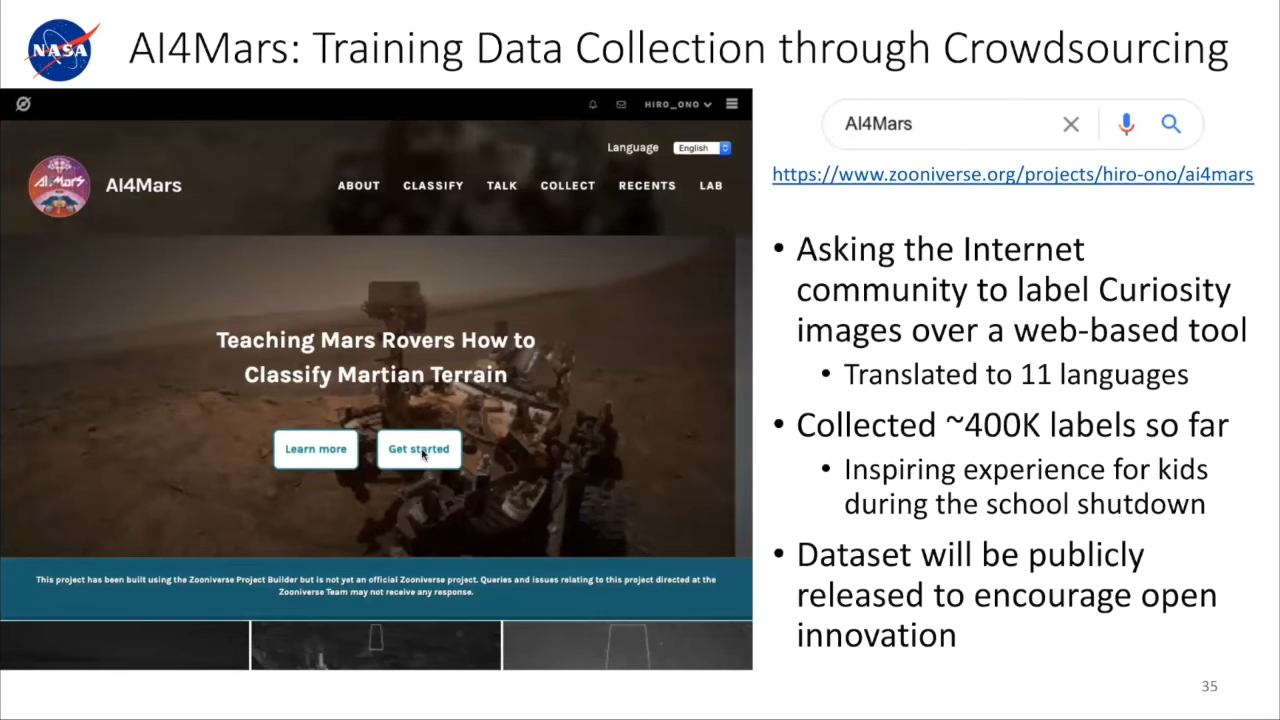 NASA
AI4Mars: Training Data Collection through Crowdsourcing
HIRO_ONO
Language English
AI4Mars
AI4Mars
ABOUT CLASSIFY TALK COLLECT RECENTS LAB
Teaching Mars Rovers How to
Classify Martian Terrain
Learn more Get started
This project has been built using the Zooniverse Project Builder but is not yet an official Zooniverse project. Queries and issues relating to this project directed at the
Zooniverse Team may not receive any response.
AI4Mars
https://www.zooniverse.org/projects/hiro-ono/ai4mars
• Asking the Internet
community to label Curiosity
images over a web-based tool
• Translated to 11 languages
• Collected ~400K labels so far
• Inspiring experience for kids
during the school shutdown
• Dataset will be publicly
released to encourage open
innovation
35